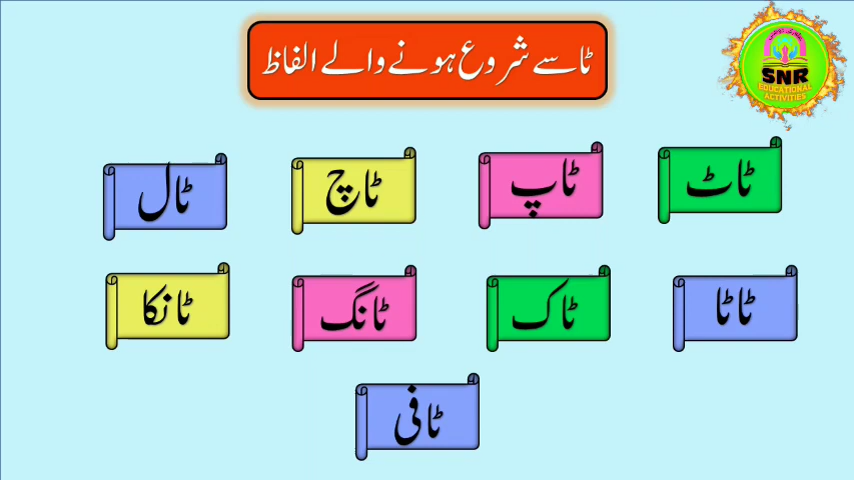 ٹا سے شروع ہونے والے الفاظ
SNR
EDUCATIONAL
ACTIVITIES
ٹاٹ ٹاپ ٹاچ ٹال
ٹاٹا ٹاک ٹانگ ٹانکا
ٹافی